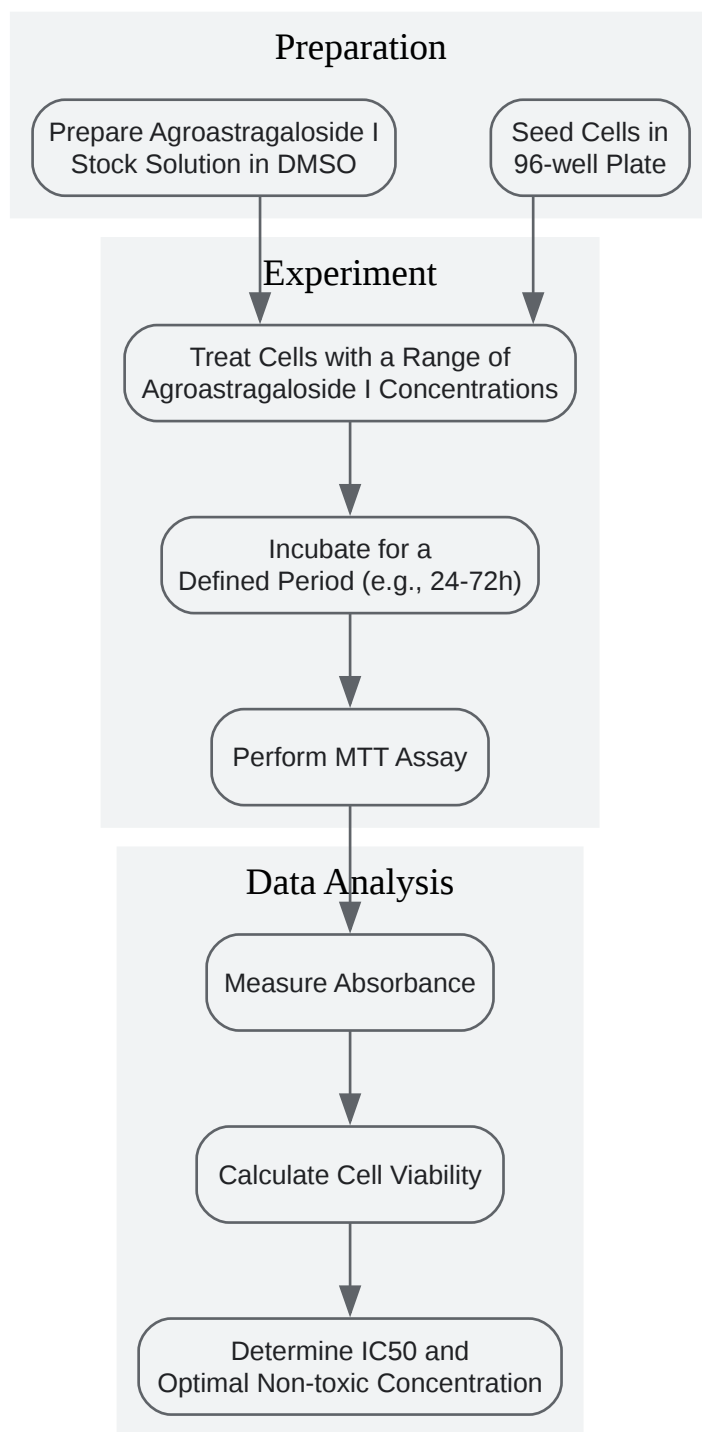 Preparation
Prepare Agroastragaloside I
Stock Solution in DMSO
Seed Cells in
96-well Plate
Experiment
Treat Cells with a Range of
Agroastragaloside I Concentrations
Incubate for a
Defined Period (e.g., 24-72h)
Perform MTT Assay
Data Analysis
Measure Absorbance
Calculate Cell Viability
Determine IC50 and
Optimal Non-toxic Concentration